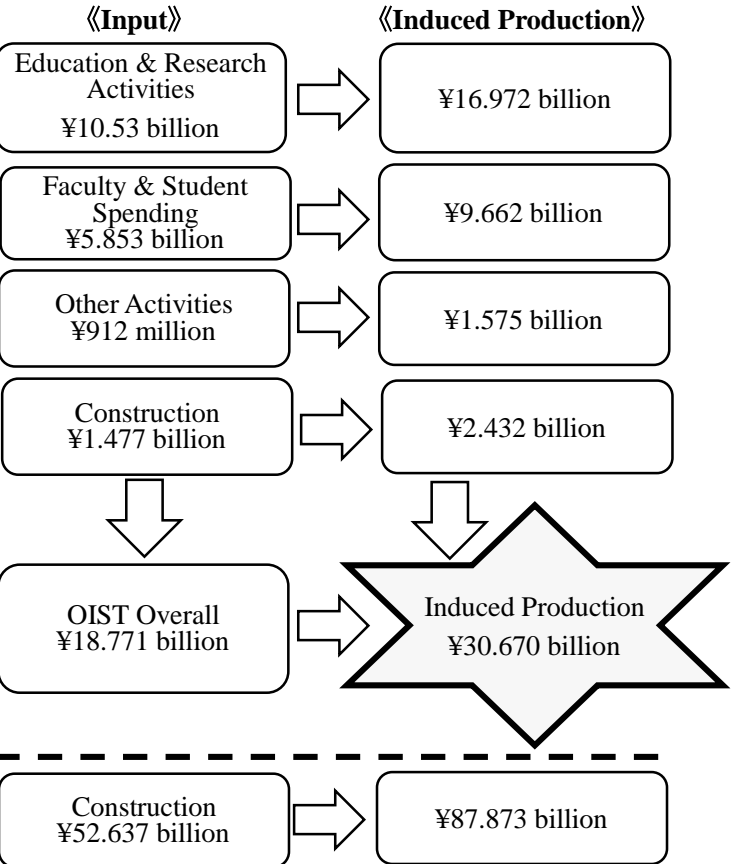 《Input》
《Induced Production》
Education & Research
Activities
¥10.53 billion
¥16.972 billion
Faculty & Student
Spending
¥5.853 billion
¥9.662 billion
Other Activities
¥912 million
¥1.575 billion
Construction
¥1.477 billion
¥2.432 billion
OIST Overall
¥18.771 billion
Induced Production
¥30.670 billion
Construction
¥52.637 billion
¥87.873 billion